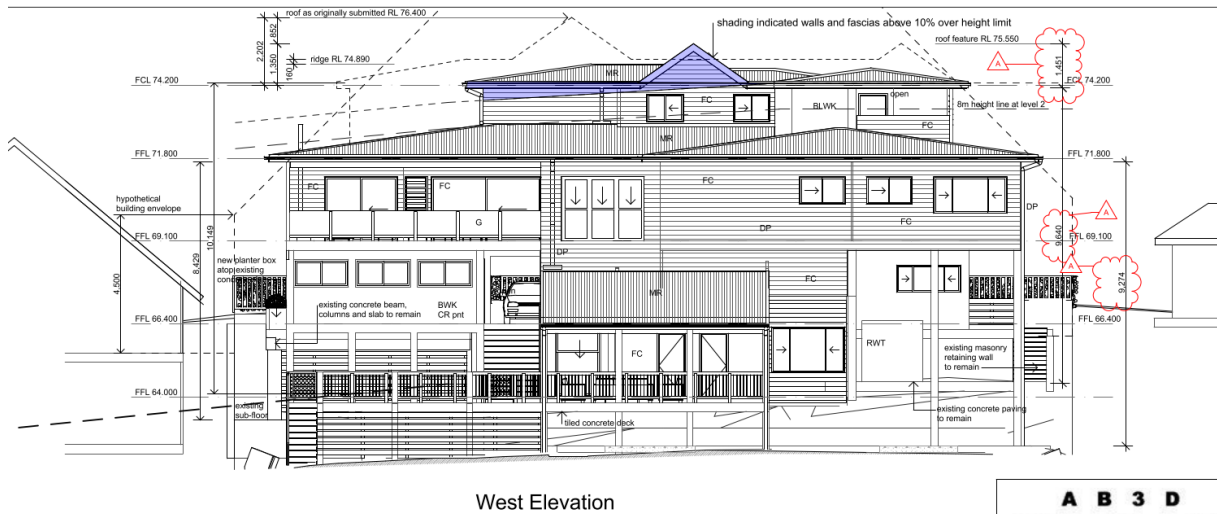 roof as originally submitted RL 76.400
shading indicated walls and fascias above 10% over height limit
roof feature RL 75.550
2,202
852
1,350
160
ridge RL 74.890
A
1,451
FCL 74.200
MR
FCL 74.200
FC
FC
BLWK
open
8m height line at level 2
FC
MR
FFL 71.800
FFL 71.800
FC
FC
FC
hypothetical
building envelope
G
FC
DP
DP
A
10,149
FFL 69.100
FFL 69.100
9,640
8,429
4,500
new planter box
atop existing
DP
A
FC
9,274
existing concrete beam,
columns and slab to remain
BWK
CR pnt
MR
FFL 66.400
FFL 66.400
FC
RWT
existing masonry
retaining wall
to remain
FFL 64.000
existing
sub-floor
tiled concrete deck
existing concrete paving
to remain
West Elevation
A B 3 D